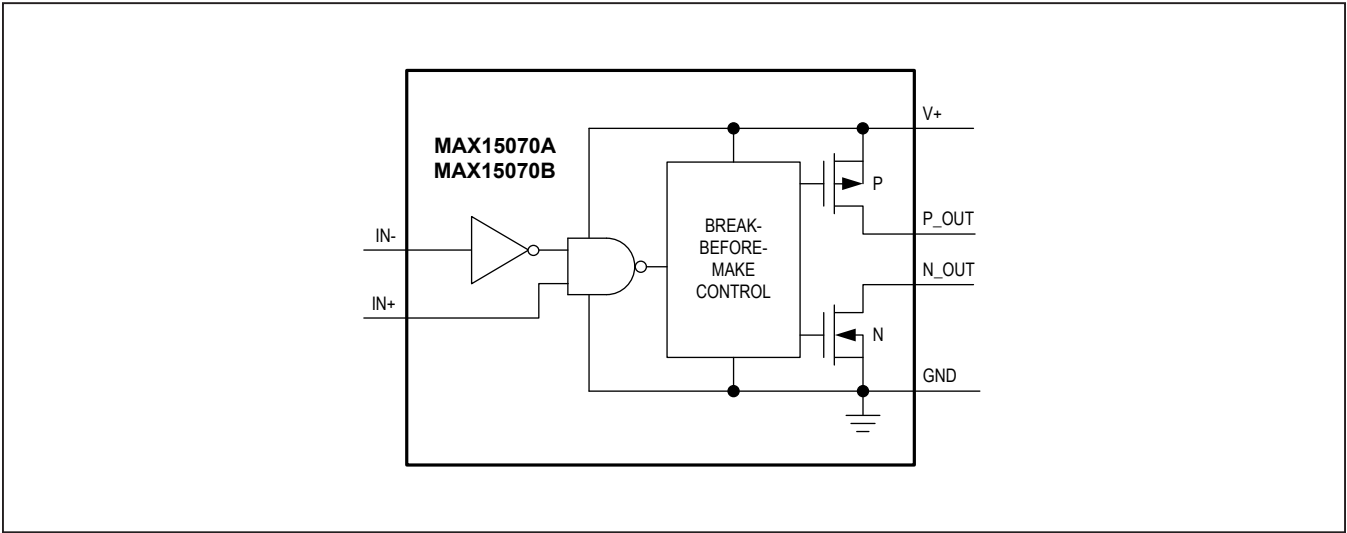 MAX15070A
MAX15070B
IN-
IN+
BREAK-
BEFORE-
MAKE
CONTROL
V+
P
P_OUT
N_OUT
N
GND